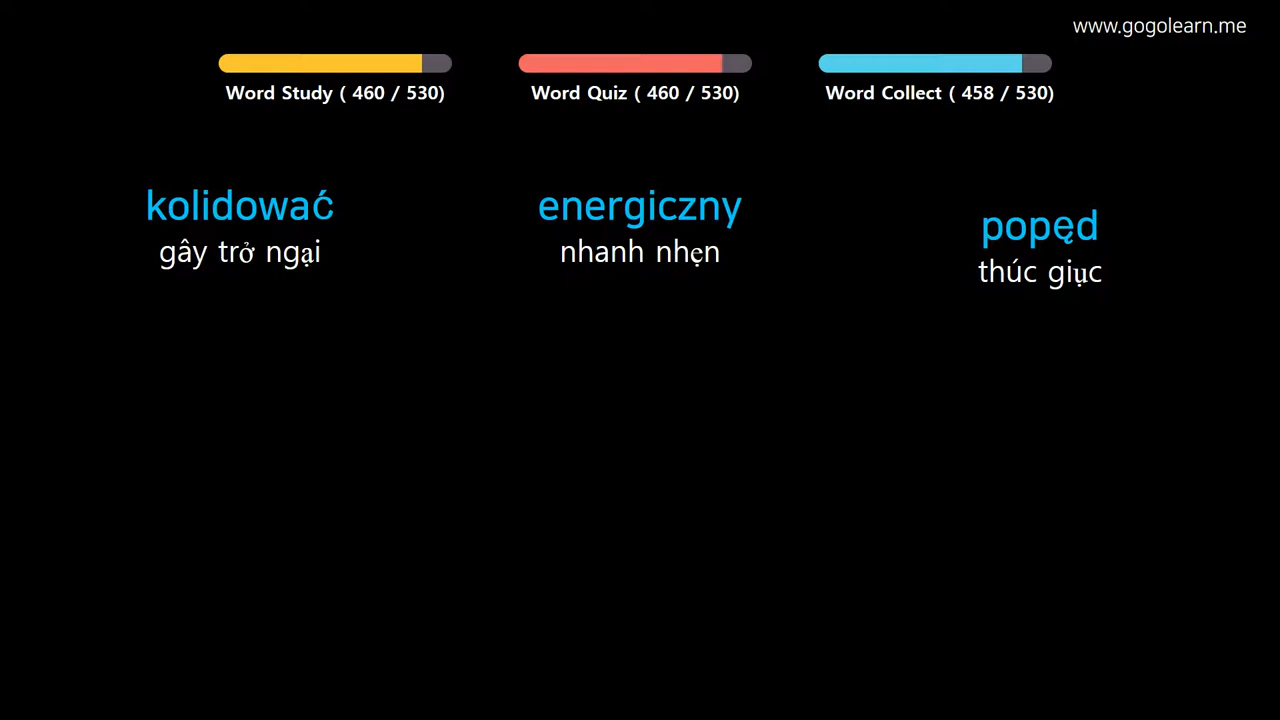 www.gogolearn.me
Word Study ( 460 / 530)
Word Quiz ( 460 / 530)
Word Collect ( 458 / 530)
kolidować
gây trở ngại
energiczny
nhanh nhẹn
popęd
thúc giục